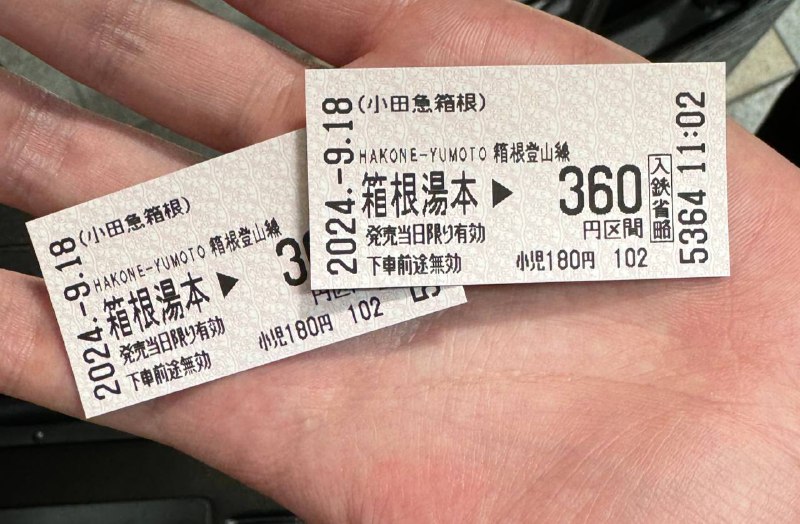 2024.-9.18
(小田急箱根)
HAKONE-YUMOTO 箱根登山線
箱根湯本▶ 360
円区間
発売当日限り有効
下車前途無効
小児180円 102
入鉄省略
5364 11:02
2024.-9.18
(小田急箱根)
HAKONE-YUMOTO 箱根登山線
箱根湯本▶ 3
円区
発売当日限り有効
下車前途無効
小児180円 102